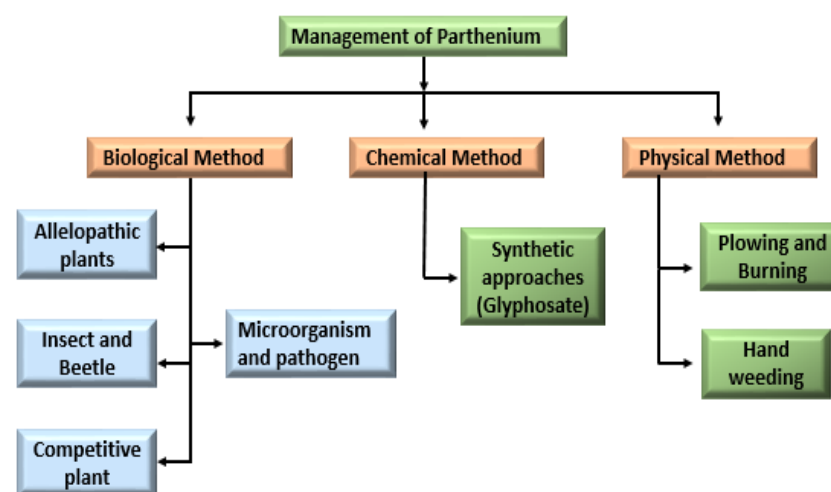 Management of Parthenium
Biological Method
Chemical Method
Physical Method
Allelopathic
plants
Insect and
Beetle
Competitive
plant
Microorganism
and pathogen
Synthetic
approaches
(Glyphosate)
Plowing and
Burning
Hand
weeding